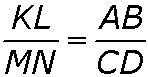 KL/MN = AB/CD